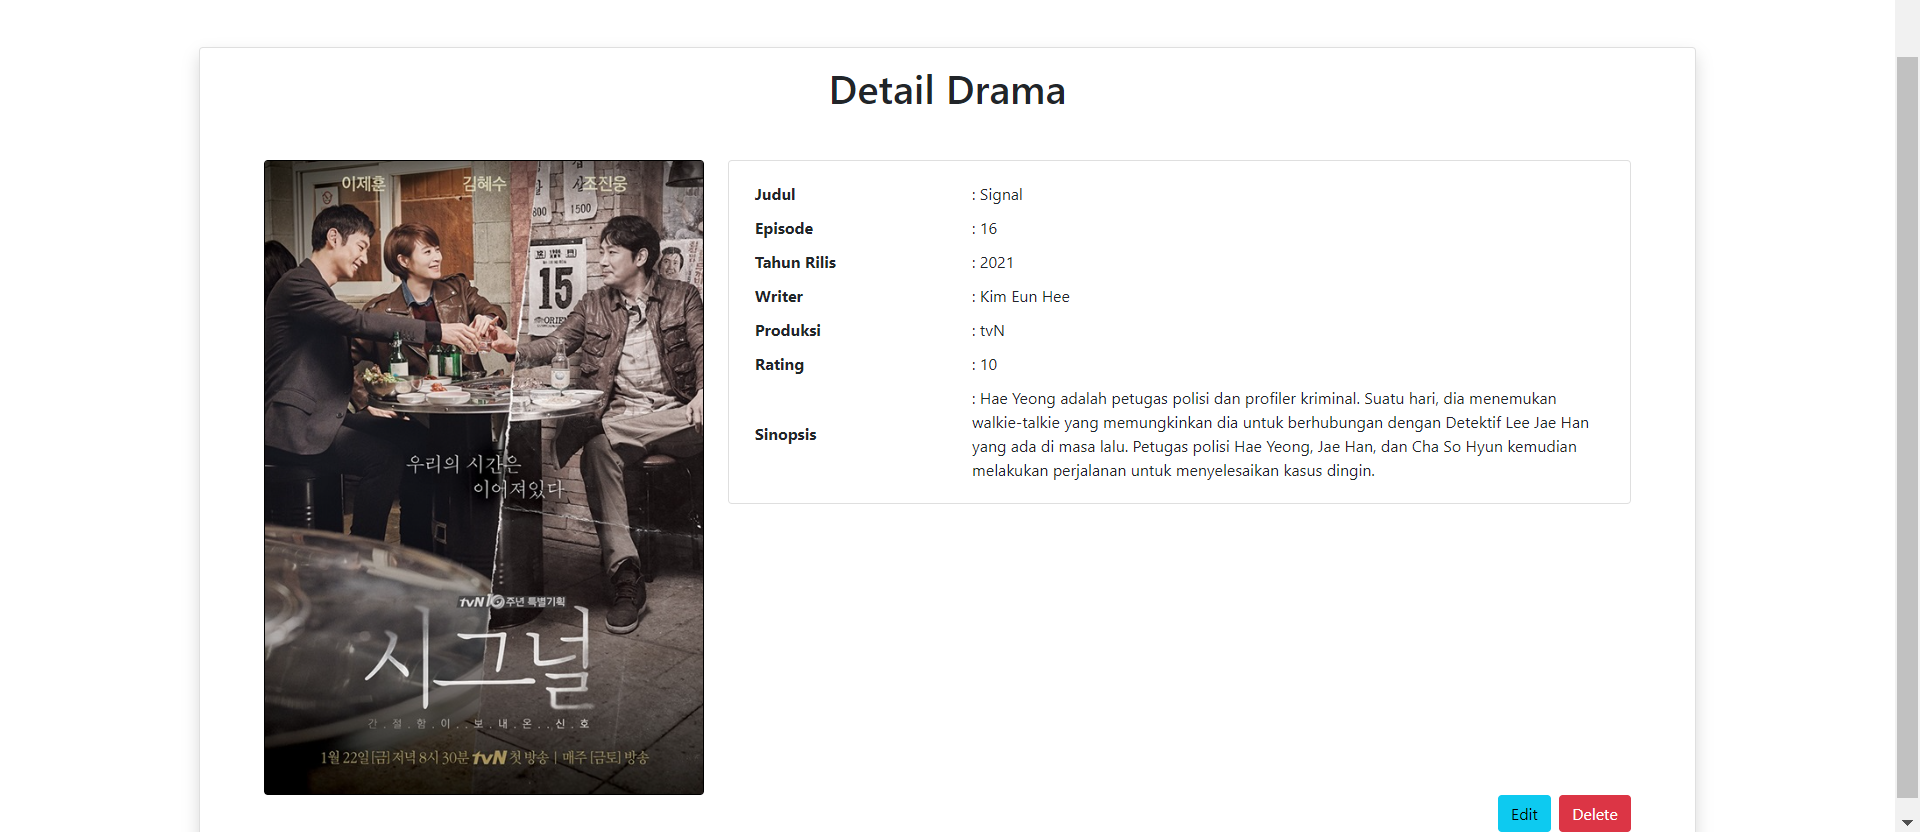 Detail Drama
이제훈 김혜수 조진웅
800 1500
15
ORIEN
우리의 시간은
이어져있다
tvN10주년 특별기획
시그널
간.절.함.이..보.내.온..신.호
1월 22일[금] 저녁 8시 30분 tvN 첫 방송 | 매주 [금토] 방송
Judul : Signal
Episode : 16
Tahun Rilis : 2021
Writer : Kim Eun Hee
Produksi : tvN
Rating : 10
Sinopsis : Hae Yeong adalah petugas polisi dan profiler kriminal. Suatu hari, dia menemukan
walkie-talkie yang memungkinkan dia untuk berhubungan dengan Detektif Lee Jae Han
yang ada di masa lalu. Petugas polisi Hae Yeong, Jae Han, dan Cha So Hyun kemudian
melakukan perjalanan untuk menyelesaikan kasus dingin.
Edit Delete